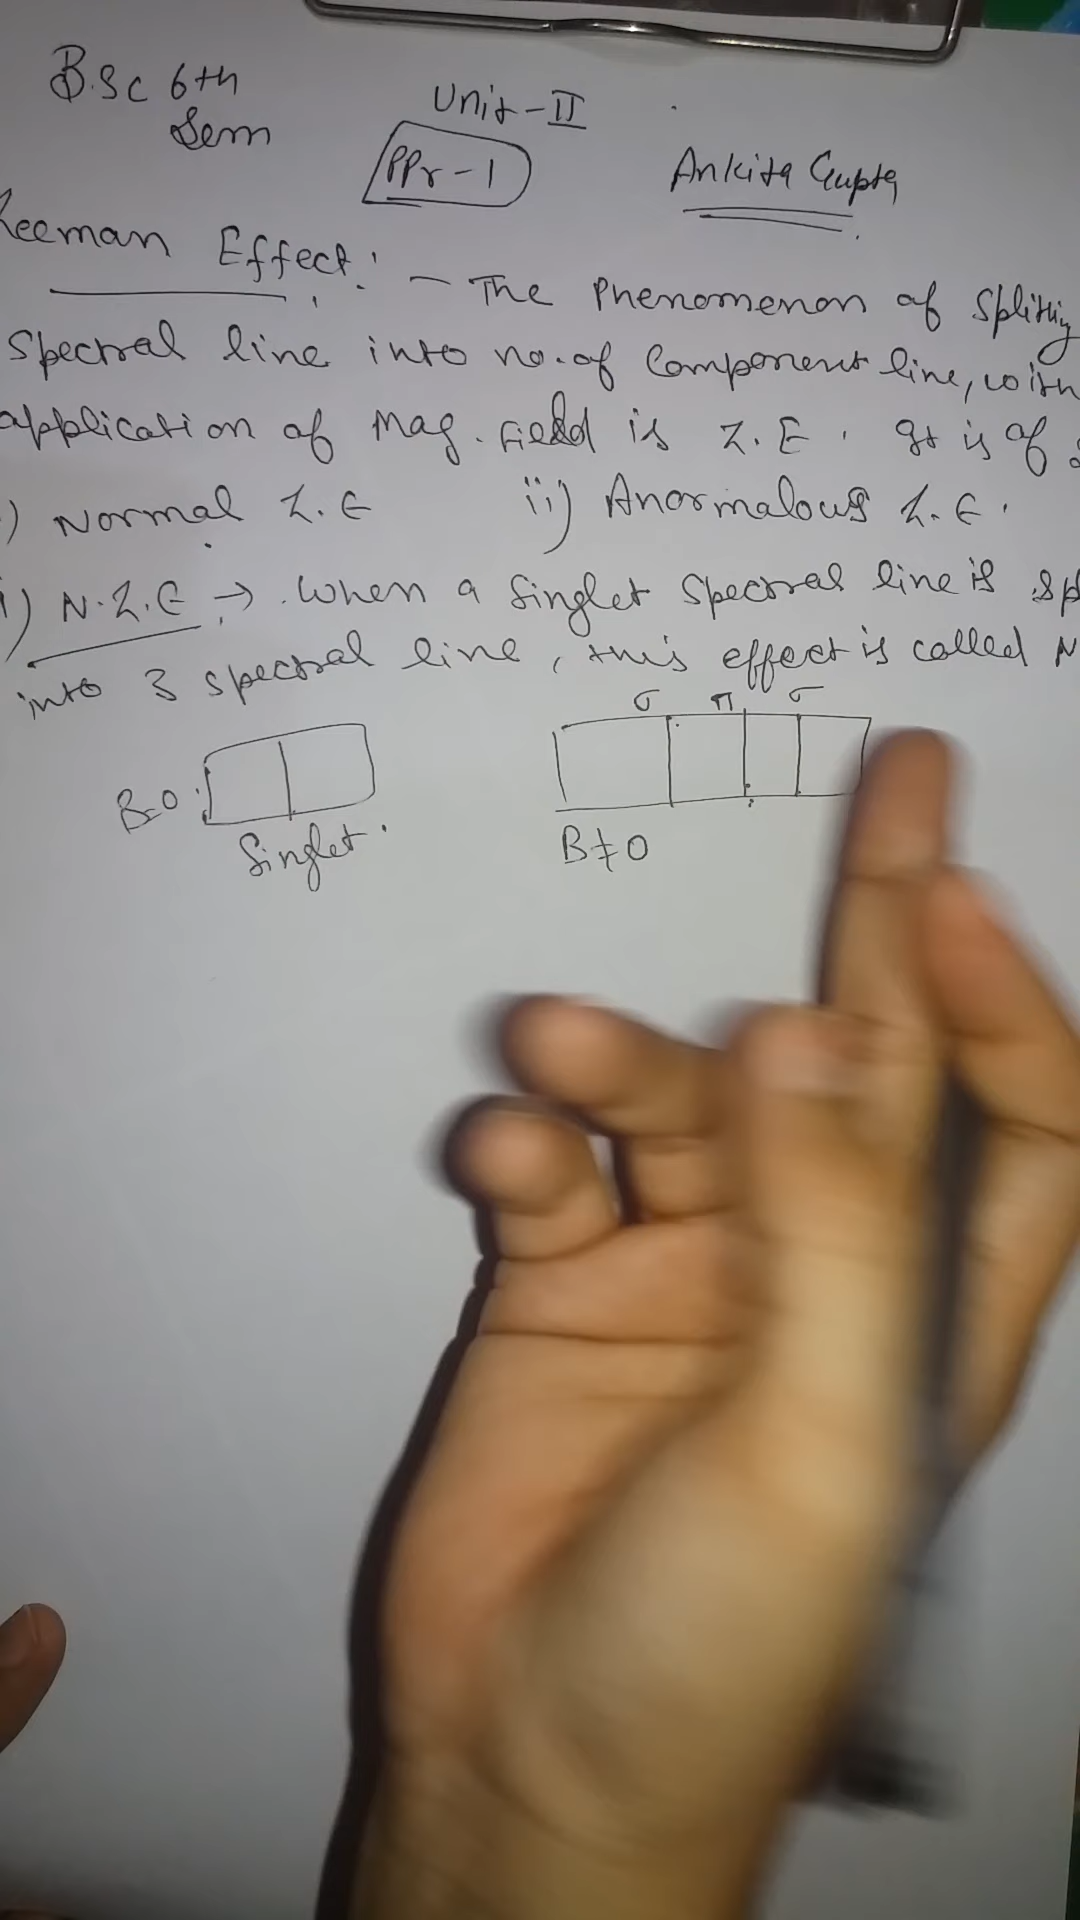 B.Sc 6th Sem
Unit-II
PPr-1
Ankita Gupta
Zeeman Effect:- The Phenomenon of Spliting
Spectral line into no. of Component line, with
application of Mag. field is Z.E. It is of
i) Normal Z.E ii) Anormalous Z.E.
i) N.Z.E → When a Singlet Spectral line is sp
into 3 spectral line, this effect is called N
σ π σ
B=0
Singlet.
B≠0